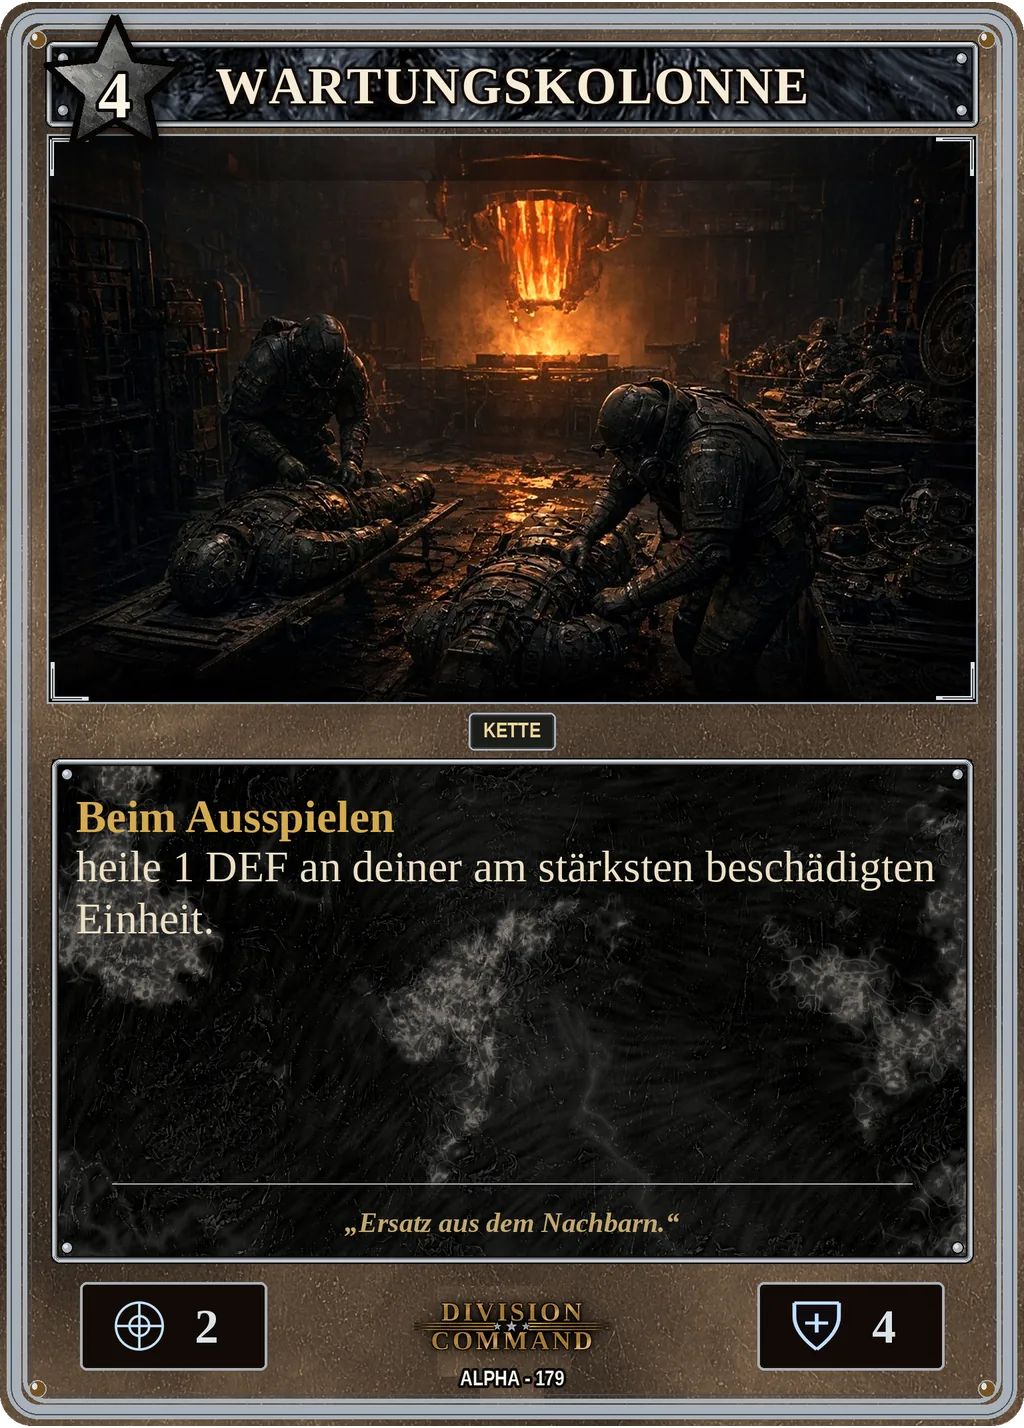 4
WARTUNGSKOLONNE
KETTE
Beim Ausspielen
heile 1 DEF an deiner am stärksten beschädigten
Einheit.
„Ersatz aus dem Nachbarn.“
2
DIVISION
COMMAND
4
ALPHA - 179